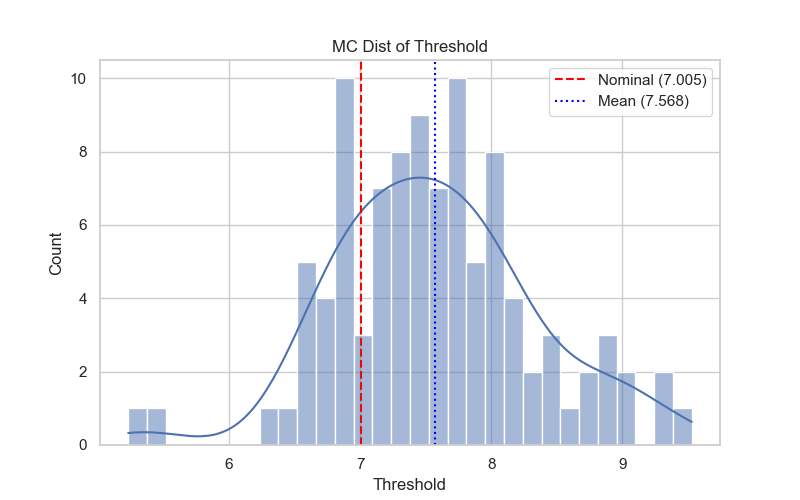 MC Dist of Threshold
Nominal (7.005)
Mean (7.568)
10
8
6
4
2
0
Count
6 7 8 9
Threshold